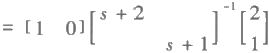 = [1 0] [s + 2 s + 1]^{-1} [2 1]